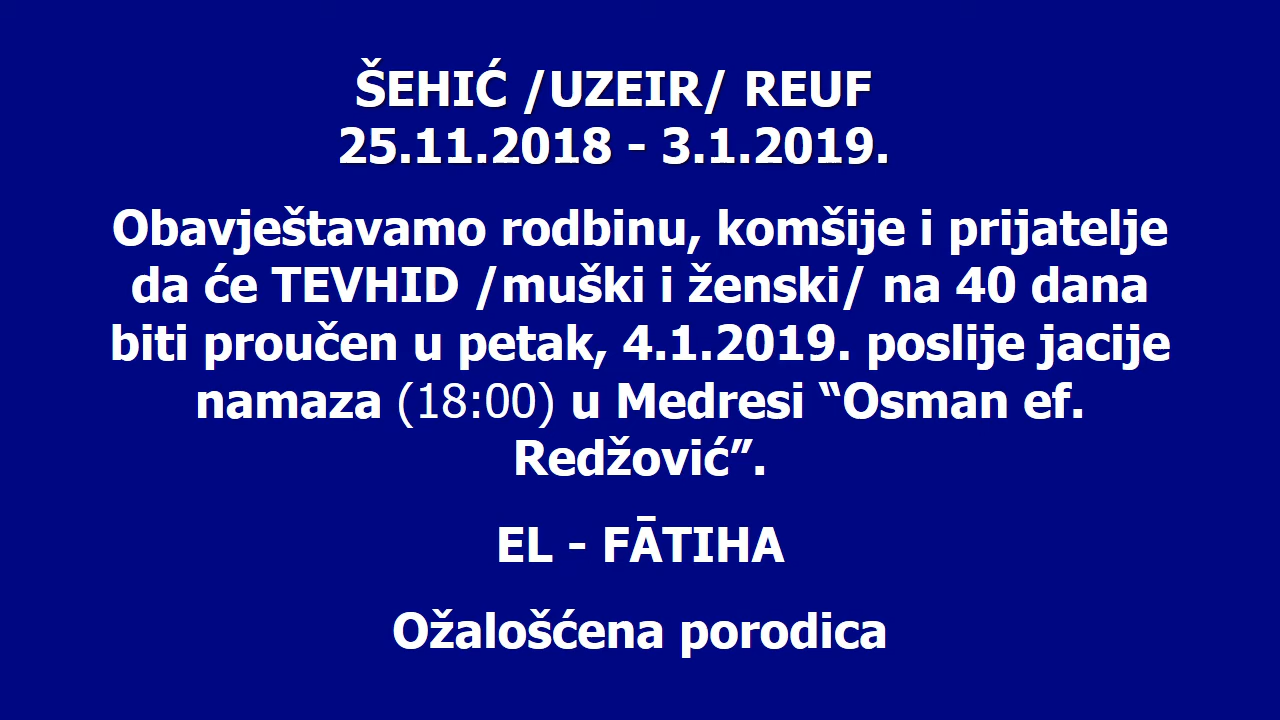 ŠEHIĆ /UZEIR/ REUF
25.11.2018 - 3.1.2019.
Obavještavamo rodbinu, komšije i prijatelje
da će TEVHID /muški i ženski/ na 40 dana
biti proučen u petak, 4.1.2019. poslije jacije
namaza (18:00) u Medresi “Osman ef.
Redžović”.
EL - FĀTIHA
Ožalošćena porodica